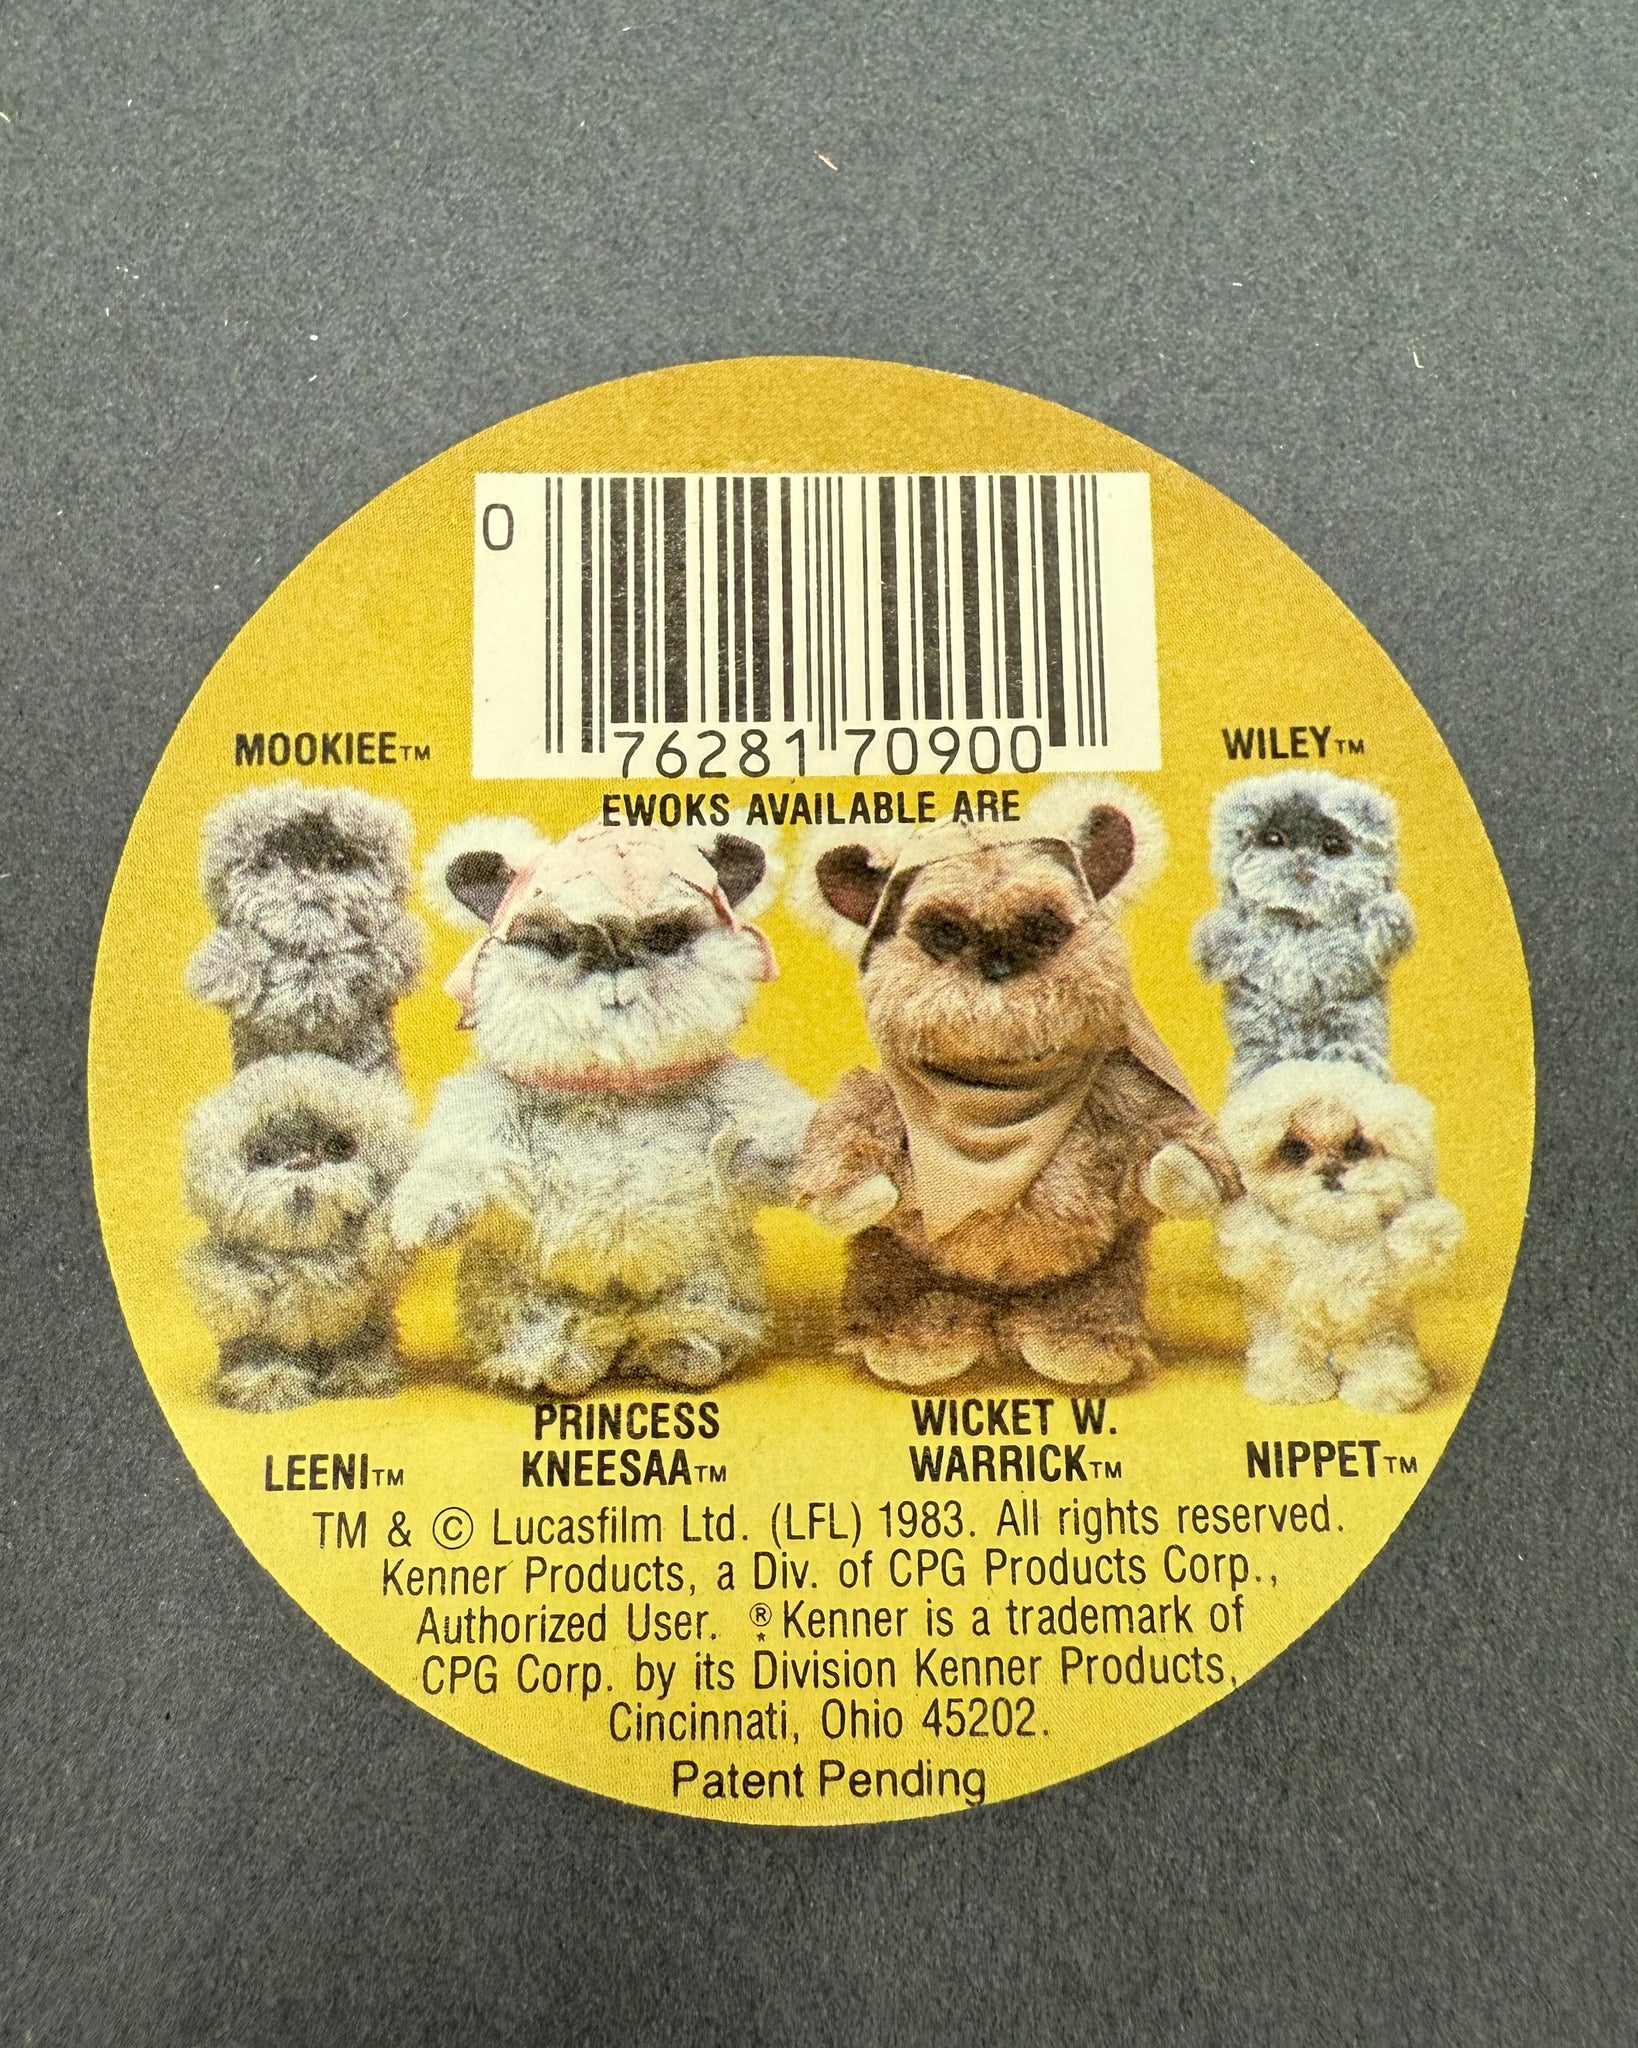 0
76281 70900
MOOKIEE™
WILEY™
EWOKS AVAILABLE ARE
LEENI™
PRINCESS
KNEESAA™
WICKET W.
WARRICK™
NIPPET™
TM & © Lucasfilm Ltd. (LFL) 1983. All rights reserved.
Kenner Products, a Div. of CPG Products Corp.,
Authorized User. ® Kenner is a trademark of
CPG Corp. by its Division Kenner Products,
Cincinnati, Ohio 45202.
Patent Pending